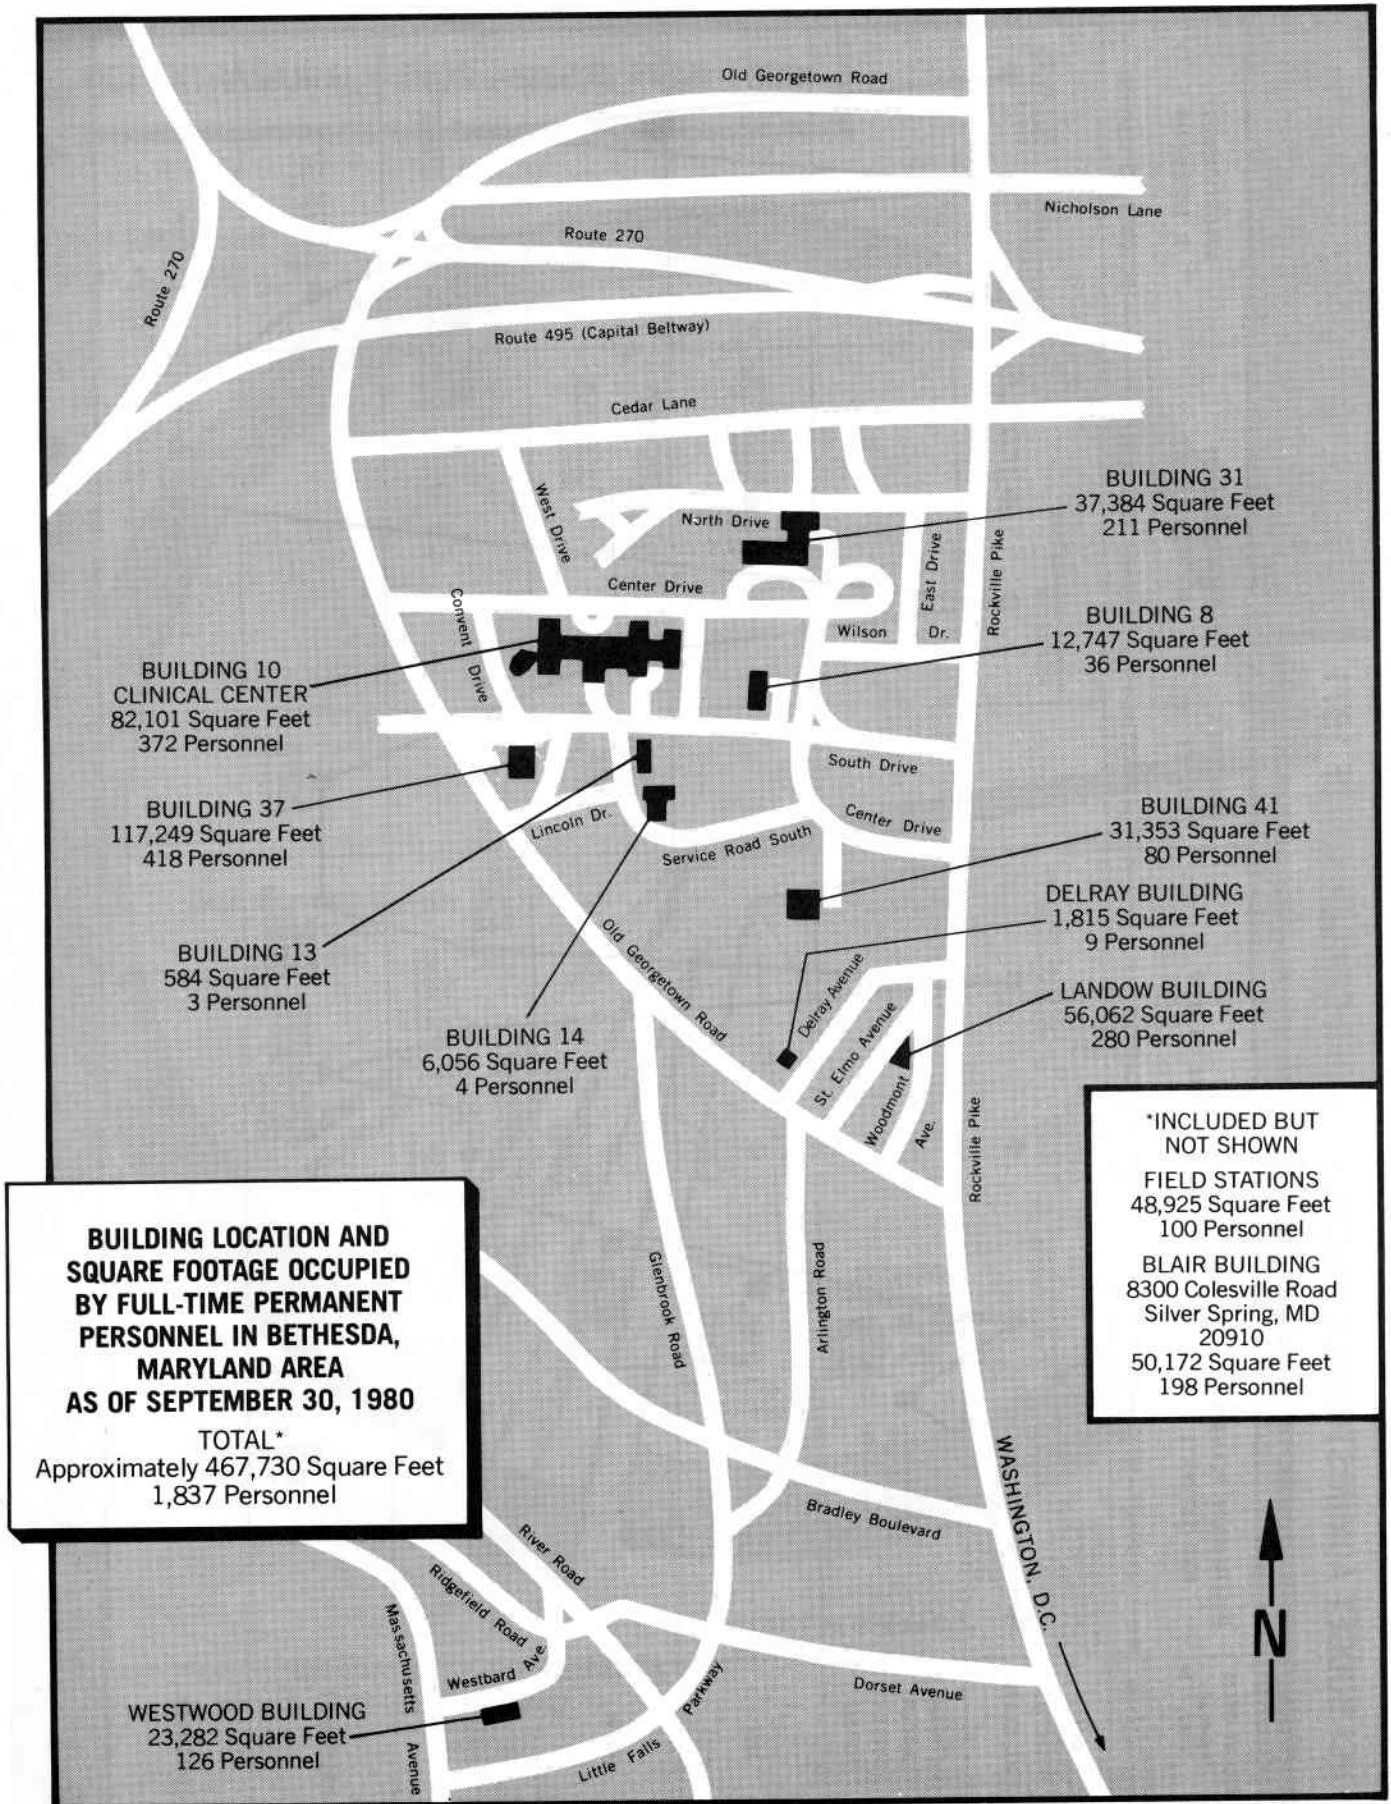 Old Georgetown Road
Nicholson Lane
Route 270
Route 270
Route 495 (Capital Beltway)
Cedar Lane
West Drive
North Drive
East Drive
Rockville Pike
BUILDING 31
37,384 Square Feet
211 Personnel
Center Drive
Convent Drive
Wilson Dr.
BUILDING 8
12,747 Square Feet
36 Personnel
BUILDING 10
CLINICAL CENTER
82,101 Square Feet
372 Personnel
South Drive
BUILDING 37
117,249 Square Feet
418 Personnel
Lincoln Dr.
Service Road South
Center Drive
BUILDING 41
31,353 Square Feet
80 Personnel
BUILDING 13
584 Square Feet
3 Personnel
Old Georgetown Road
DELRAY BUILDING
1,815 Square Feet
9 Personnel
Delray Avenue
St. Elmo Avenue
Woodmont Ave.
LANDOW BUILDING
56,062 Square Feet
280 Personnel
BUILDING 14
6,056 Square Feet
4 Personnel
Rockville Pike
*INCLUDED BUT
NOT SHOWN
FIELD STATIONS
48,925 Square Feet
100 Personnel
BLAIR BUILDING
8300 Colesville Road
Silver Spring, MD
20910
50,172 Square Feet
198 Personnel
BUILDING LOCATION AND
SQUARE FOOTAGE OCCUPIED
BY FULL-TIME PERMANENT
PERSONNEL IN BETHESDA,
MARYLAND AREA
AS OF SEPTEMBER 30, 1980
TOTAL*
Approximately 467,730 Square Feet
1,837 Personnel
Glenbrook Road
Arlington Road
Bradley Boulevard
WASHINGTON, D.C.
River Road
Ridgefield Road
Massachusetts Avenue
Westbard Ave.
Dorset Avenue
Little Falls Parkway
WESTWOOD BUILDING
23,282 Square Feet
126 Personnel
N